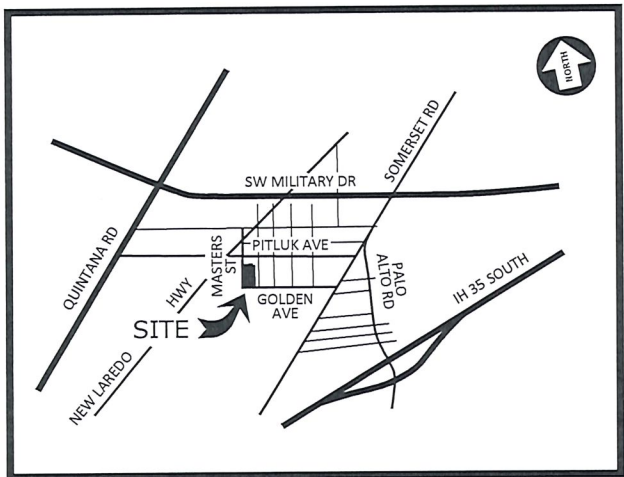 NORTH
SOMERSET RD
SW MILITARY DR
QUINTANA RD
MASTERS
ST
PITLUK AVE
PALO
ALTO RD
IH 35 SOUTH
HWY
GOLDEN
AVE
SITE
NEW LAREDO